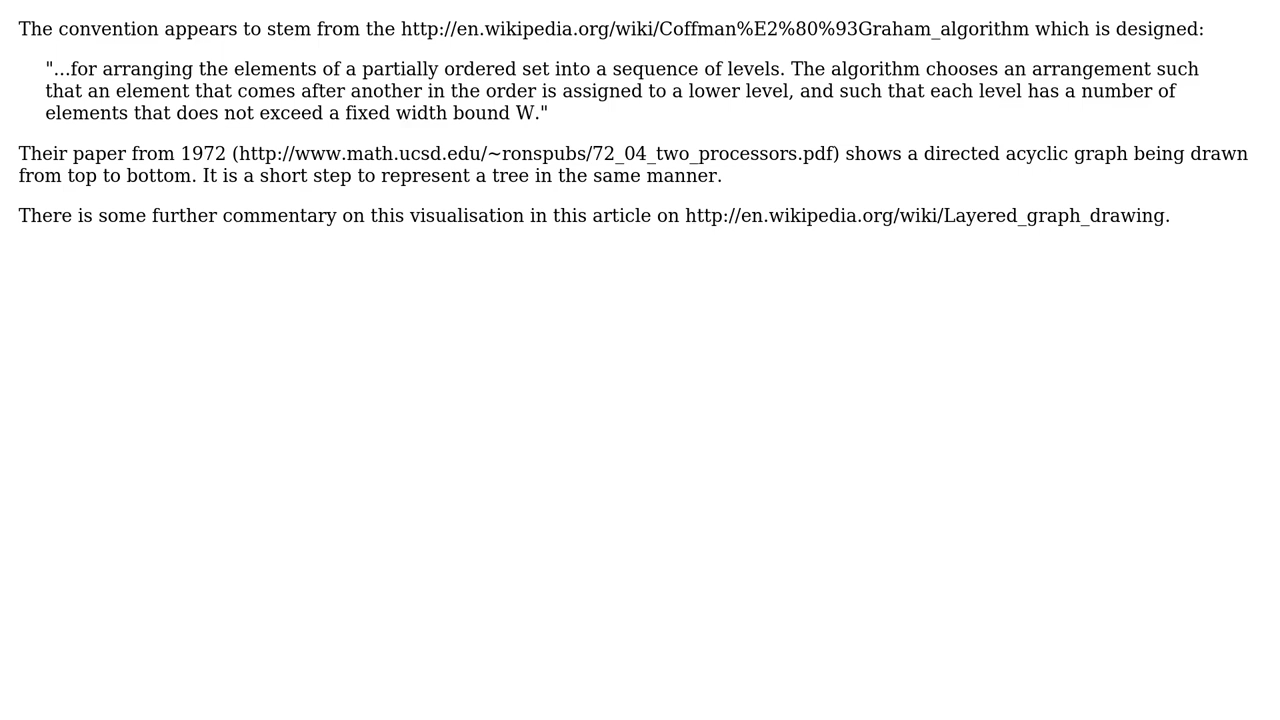 The convention appears to stem from the http://en.wikipedia.org/wiki/Coffman%E2%80%93Graham_algorithm which is designed:
"...for arranging the elements of a partially ordered set into a sequence of levels. The algorithm chooses an arrangement such
that an element that comes after another in the order is assigned to a lower level, and such that each level has a number of
elements that does not exceed a fixed width bound W."
Their paper from 1972 (http://www.math.ucsd.edu/~ronspubs/72_04_two_processors.pdf) shows a directed acyclic graph being drawn
from top to bottom. It is a short step to represent a tree in the same manner.
There is some further commentary on this visualisation in this article on http://en.wikipedia.org/wiki/Layered_graph_drawing.